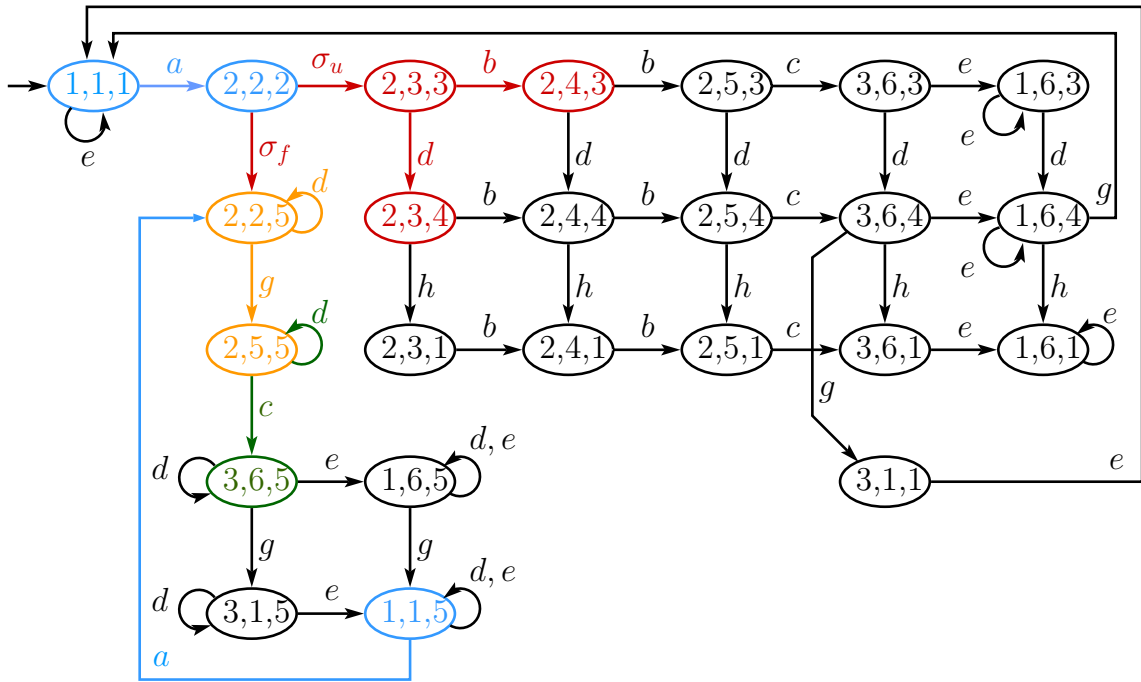 1,1,1 a 2,2,2 σ_u 2,3,3 b 2,4,3 b 2,5,3 c 3,6,3 e 1,6,3
e σ_f d d d d e d
2,2,5 d 2,3,4 b 2,4,4 b 2,5,4 c 3,6,4 e 1,6,4 g
g h h h h e h
2,5,5 d 2,3,1 b 2,4,1 b 2,5,1 c 3,6,1 e 1,6,1 e
c g
d 3,6,5 e 1,6,5 d, e 3,1,1 e
g g
d 3,1,5 e 1,1,5 d, e
a